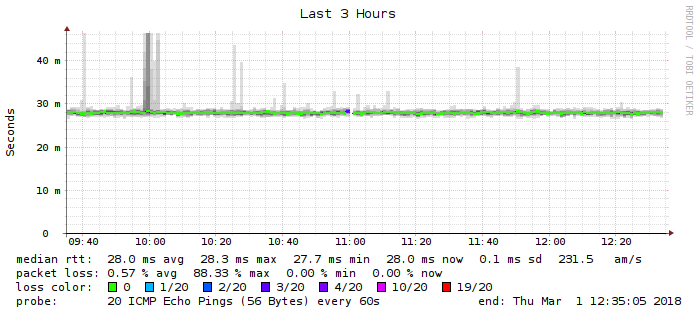 Last 3 Hours
RRDTOOL / TOBI OETIKER
Seconds
40 m
30 m
20 m
10 m
0
09:40 10:00 10:20 10:40 11:00 11:20 11:40 12:00 12:20
median rtt: 28.0 ms avg 28.3 ms max 27.7 ms min 28.0 ms now 0.1 ms sd 231.5 am/s
packet loss: 0.57 % avg 88.33 % max 0.00 % min 0.00 % now
loss color: 0 1/20 2/20 3/20 4/20 10/20 19/20
probe: 20 ICMP Echo Pings (56 Bytes) every 60s end: Thu Mar 1 12:35:05 2018